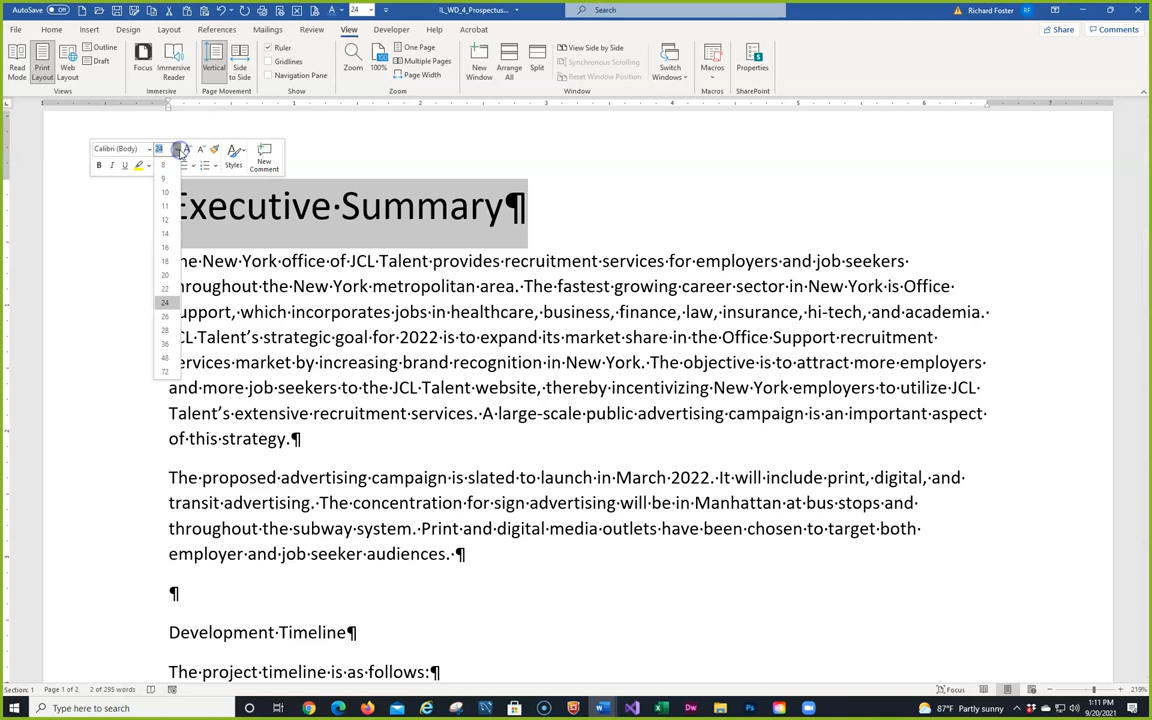 AutoSave Off 24 IL_WD_4_Prospectus... Search Richard Foster RF
File Home Insert Design Layout References Mailings Review View Developer Help Acrobat Share Comments
Read Mode Print Layout Web Layout Outline Draft Focus Immersive Reader Vertical Side to Side Ruler Gridlines Navigation Pane Zoom 100% One Page Multiple Pages Page Width New Window Arrange All Split View Side by Side Synchronous Scrolling Reset Window Position Switch Windows Macros Properties
Views Immersive Page Movement Show Zoom Window Macros SharePoint
1 2 3 4 5 6 7
Calibri (Body) 24 A A Styles New Comment
B I U
8
9
10
11
12
14
16
18
20
22
24
26
28
36
48
72
Executive·Summary¶
he·New·York·office·of·JCL·Talent·provides·recruitment·services·for·employers·and·job·seekers·
hroughout·the·New·York·metropolitan·area.·The·fastest·growing·career·sector·in·New·York·is·Office·
upport,·which·incorporates·jobs·in·healthcare,·business,·finance,·law,·insurance,·hi-tech,·and·academia.·
CL·Talent's·strategic·goal·for·2022·is·to·expand·its·market·share·in·the·Office·Support·recruitment·
ervices·market·by·increasing·brand·recognition·in·New·York.·The·objective·is·to·attract·more·employers·
and·more·job·seekers·to·the·JCL·Talent·website,·thereby·incentivizing·New·York·employers·to·utilize·JCL·
Talent's·extensive·recruitment·services.·A·large-scale·public·advertising·campaign·is·an·important·aspect·
of·this·strategy.¶
The·proposed·advertising·campaign·is·slated·to·launch·in·March·2022.·It·will·include·print,·digital,·and·
transit·advertising.·The·concentration·for·sign·advertising·will·be·in·Manhattan·at·bus·stops·and·
throughout·the·subway·system.·Print·and·digital·media·outlets·have·been·chosen·to·target·both·
employer·and·job·seeker·audiences.·¶
¶
Development·Timeline¶
The·project·timeline·is·as·follows:¶
Section: 1 Page 1 of 2 2 of 295 words Focus 219%
Type here to search 87°F Partly sunny 1:11 PM
9/20/2021